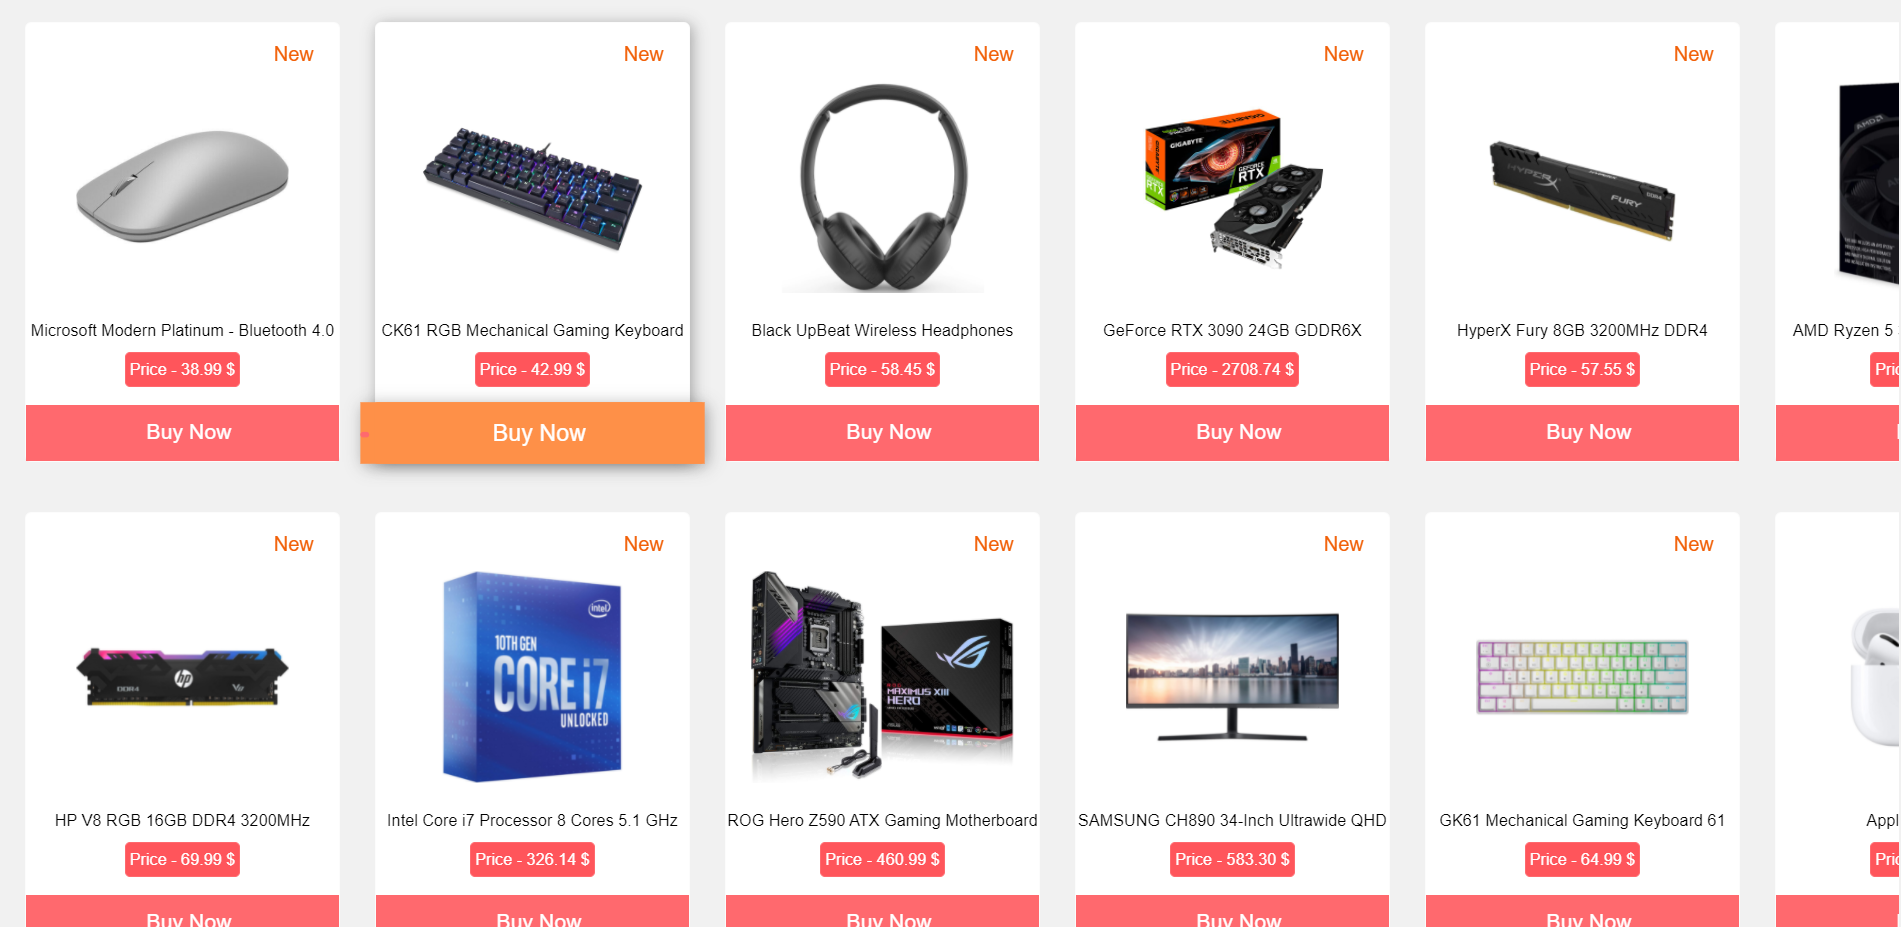 New
New
New
New
New
GIGABYTE
GIGABYTE
GEFORCE
RTX
RTX
HYPERX
FURY
DDR4
AMD
Microsoft Modern Platinum - Bluetooth 4.0
CK61 RGB Mechanical Gaming Keyboard
Black UpBeat Wireless Headphones
GeForce RTX 3090 24GB GDDR6X
HyperX Fury 8GB 3200MHz DDR4
AMD Ryzen 5
Price - 38.99 $
Price - 42.99 $
Price - 58.45 $
Price - 2708.74 $
Price - 57.55 $
Pric
Buy Now
Buy Now
Buy Now
Buy Now
Buy Now
New
New
New
New
New
hp
DDR4
V8
intel
10TH GEN
CORE i7
UNLOCKED
MAXIMUS XIII
HERO
HP V8 RGB 16GB DDR4 3200MHz
Intel Core i7 Processor 8 Cores 5.1 GHz
ROG Hero Z590 ATX Gaming Motherboard
SAMSUNG CH890 34-Inch Ultrawide QHD
GK61 Mechanical Gaming Keyboard 61
Appl
Price - 69.99 $
Price - 326.14 $
Price - 460.99 $
Price - 583.30 $
Price - 64.99 $
Pric
Buy Now
Buy Now
Buy Now
Buy Now
Buy Now